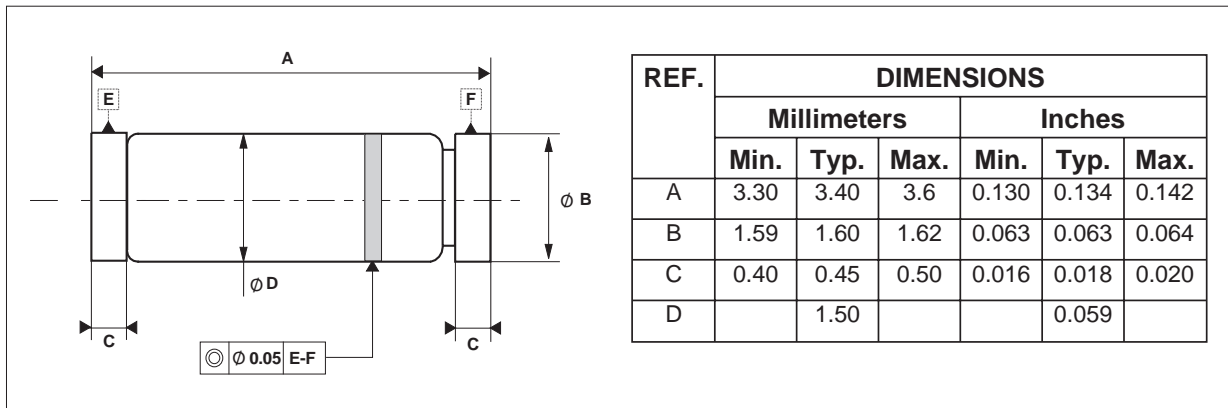 A
E
F
Ø B
Ø D
C
C
◎ Ø 0.05 E-F
REF. DIMENSIONS
Millimeters Inches
Min. Typ. Max. Min. Typ. Max.
A 3.30 3.40 3.6 0.130 0.134 0.142
B 1.59 1.60 1.62 0.063 0.063 0.064
C 0.40 0.45 0.50 0.016 0.018 0.020
D 1.50 0.059